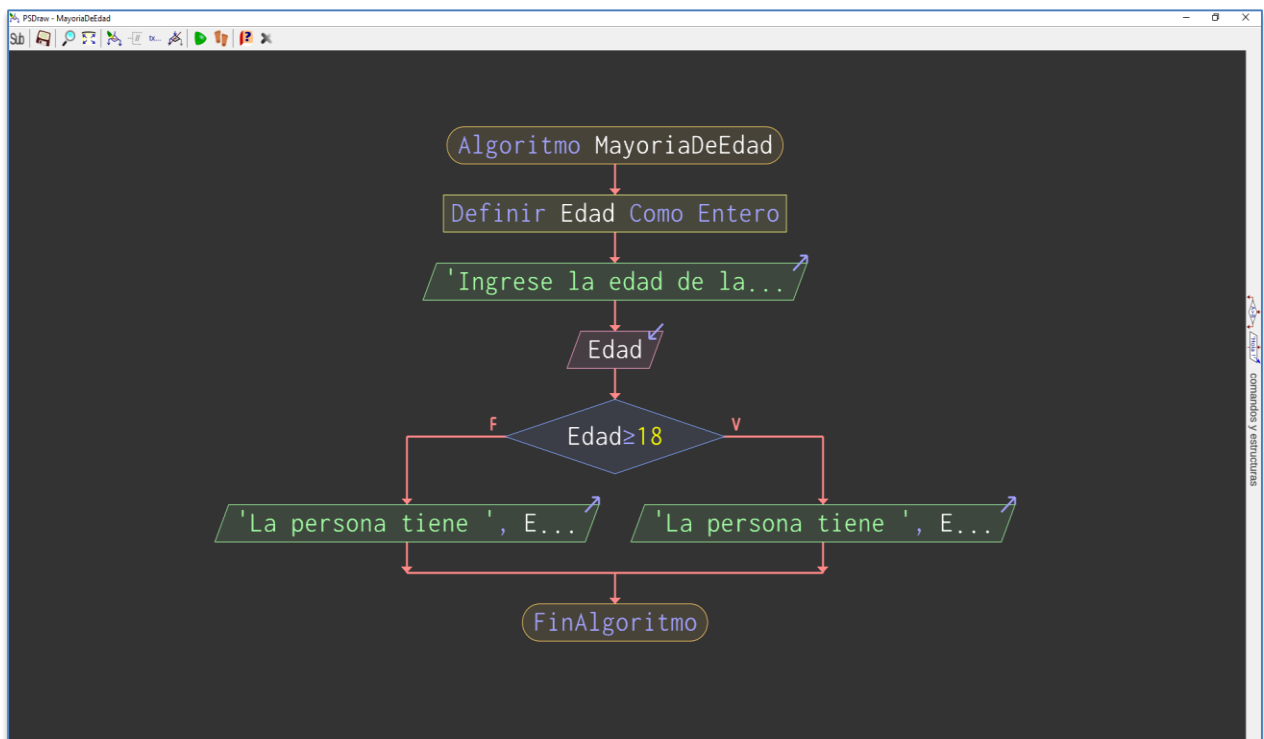 PSDraw - MayoriaDeEdad
Sub
Algoritmo MayoriaDeEdad
Definir Edad Como Entero
'Ingrese la edad de la...
Edad
Edad≥18
F
V
'La persona tiene ', E...
'La persona tiene ', E...
FinAlgoritmo
comandos y estructuras